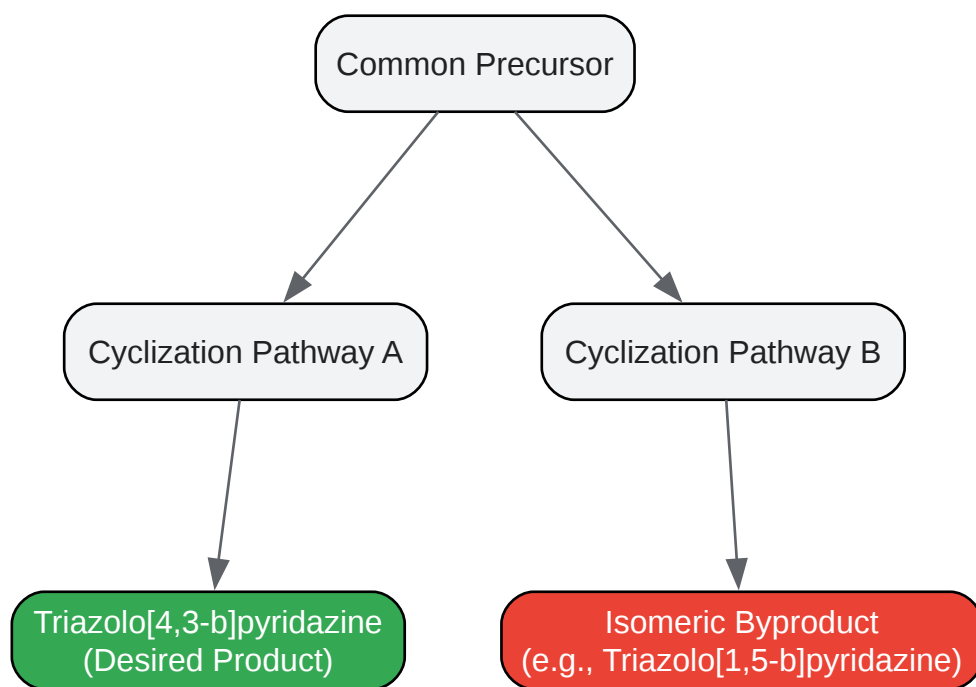 Common Precursor
Cyclization Pathway A
Cyclization Pathway B
Triazolo[4,3-b]pyridazine
(Desired Product)
Isomeric Byproduct
(e.g., Triazolo[1,5-b]pyridazine)